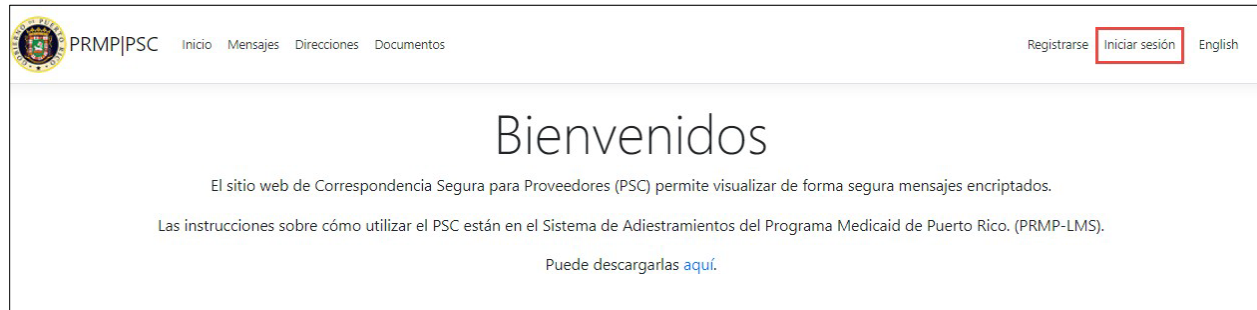 PRMP|PSC Inicio Mensajes Direcciones Documentos Registrarse Iniciar sesión English
Bienvenidos
El sitio web de Correspondencia Segura para Proveedores (PSC) permite visualizar de forma segura mensajes encriptados.
Las instrucciones sobre cómo utilizar el PSC están en el Sistema de Adiestramientos del Programa Medicaid de Puerto Rico. (PRMP-LMS).
Puede descargarlas aquí.